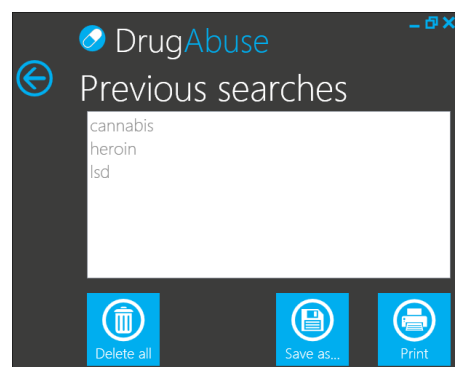 DrugAbuse
Previous searches
cannabis
heroin
lsd
Delete all
Save as...
Print